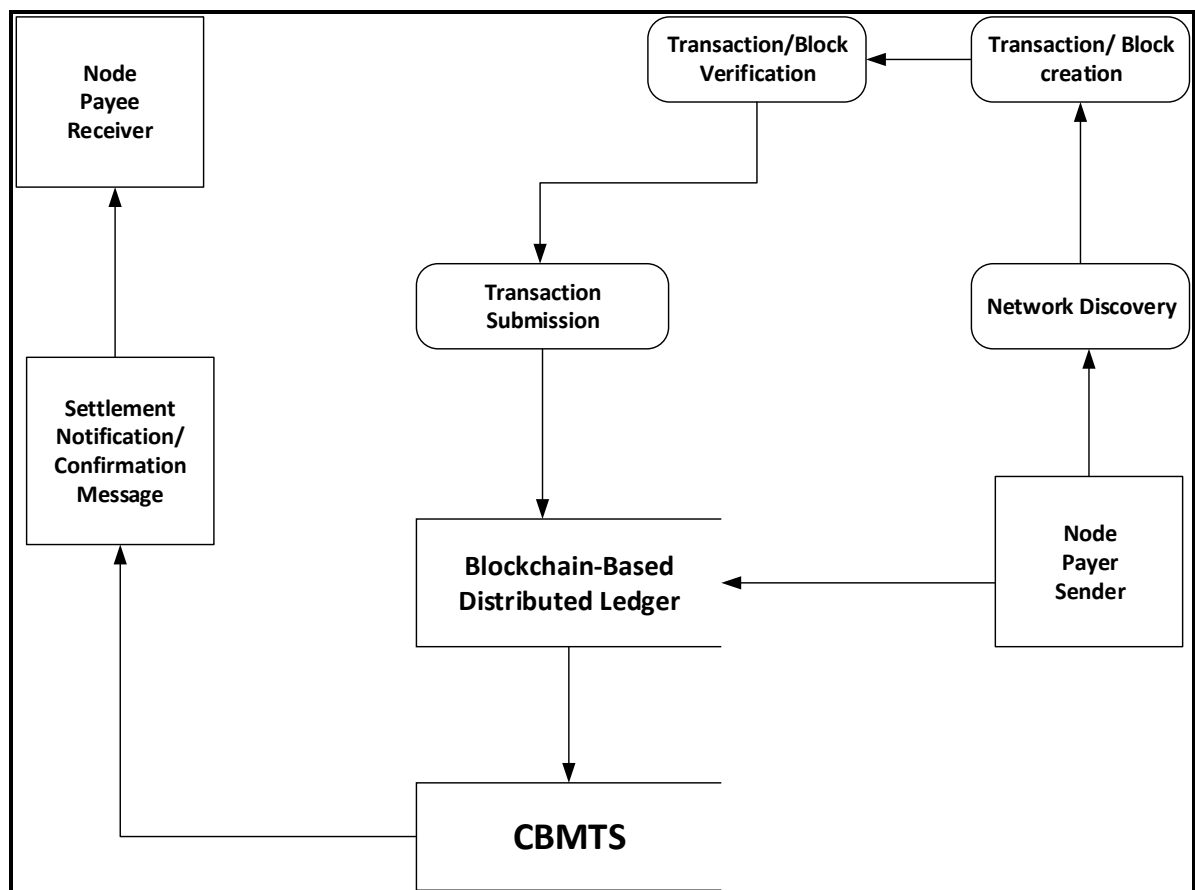 Node
Payee
Receiver
Transaction/Block
Verification
Transaction/ Block
creation
Transaction
Submission
Network Discovery
Settlement
Notification/
Confirmation
Message
Blockchain-Based
Distributed Ledger
Node
Payer
Sender
CBMTS